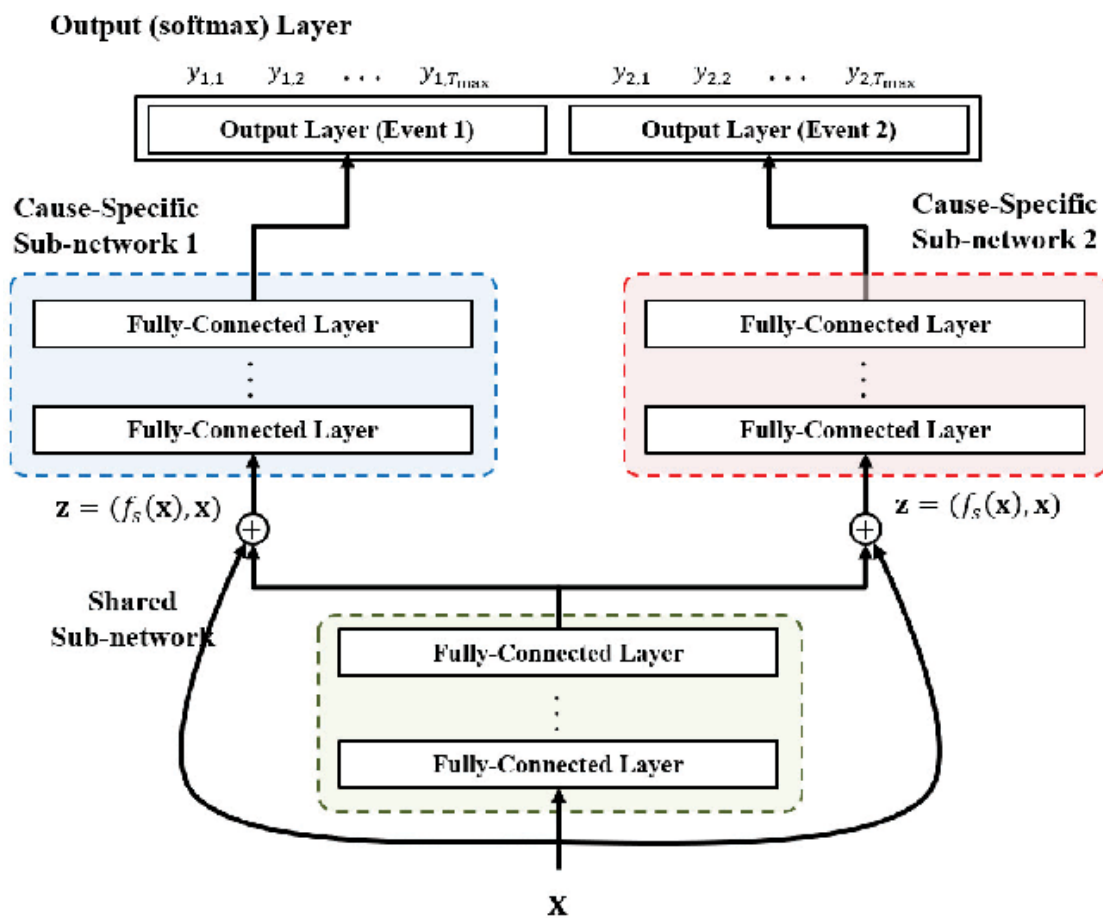 Output (softmax) Layer
y1,1 y1,2 · · · y1,Tmax y2,1 y2,2 · · · y2,Tmax
Output Layer (Event 1) Output Layer (Event 2)
Cause-Specific
Sub-network 1
Cause-Specific
Sub-network 2
Fully-Connected Layer
Fully-Connected Layer
Fully-Connected Layer
Fully-Connected Layer
z = (fs(x), x)
z = (fs(x), x)
Shared
Sub-network
Fully-Connected Layer
Fully-Connected Layer
x